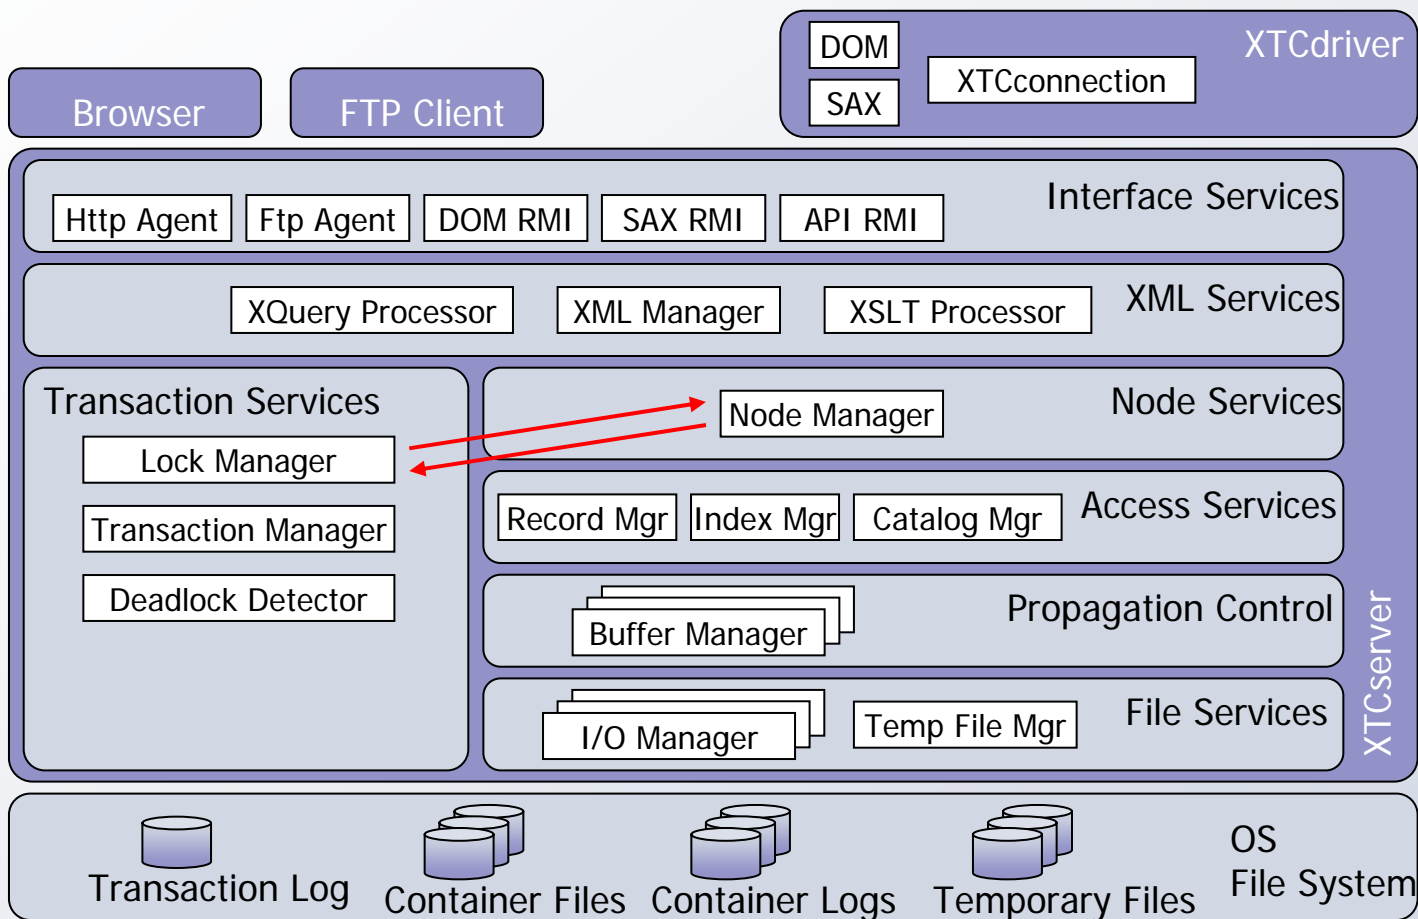 DOM
SAX
XTCconnection
XTCdriver
Browser
FTP Client
Interface Services
Http Agent
Ftp Agent
DOM RMI
SAX RMI
API RMI
XML Services
XQuery Processor
XML Manager
XSLT Processor
Transaction Services
Lock Manager
Transaction Manager
Deadlock Detector
Node Manager
Node Services
Record Mgr
Index Mgr
Catalog Mgr
Access Services
Buffer Manager
Propagation Control
I/O Manager
Temp File Mgr
File Services
XTCserver
Transaction Log
Container Files
Container Logs
Temporary Files
OS
File System